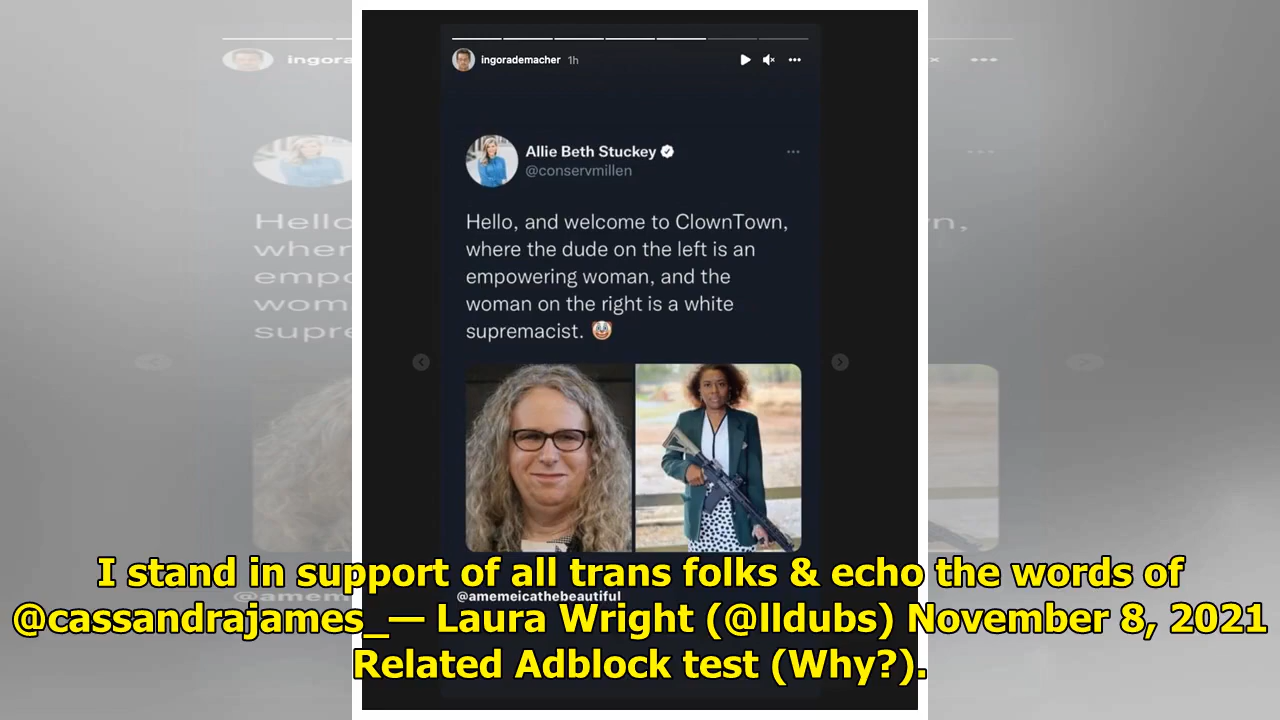 ingorademacher 1h
Allie Beth Stuckey
@conservmillen
Hello, and welcome to ClownTown,
where the dude on the left is an
empowering woman, and the
woman on the right is a white
supremacist. 🤡
@amemeicathebeautiful
I stand in support of all trans folks & echo the words of
@cassandrajames_— Laura Wright (@lldubs) November 8, 2021
Related Adblock test (Why?).